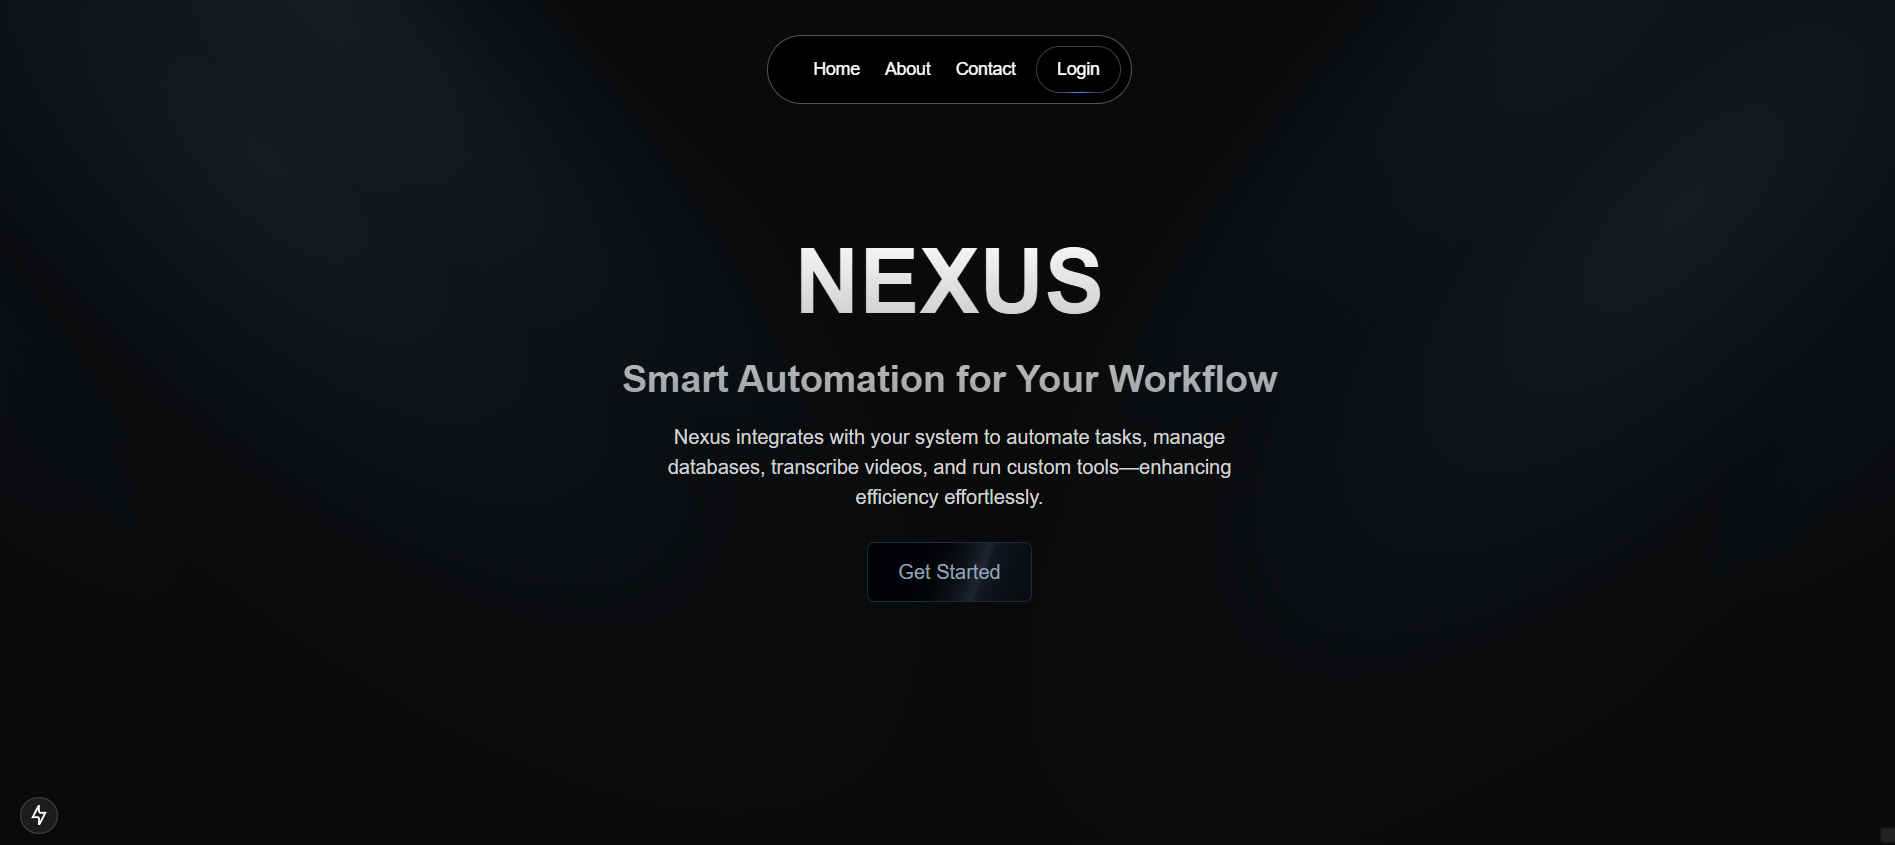 Home About Contact Login
NEXUS
Smart Automation for Your Workflow
Nexus integrates with your system to automate tasks, manage
databases, transcribe videos, and run custom tools—enhancing
efficiency effortlessly.
Get Started